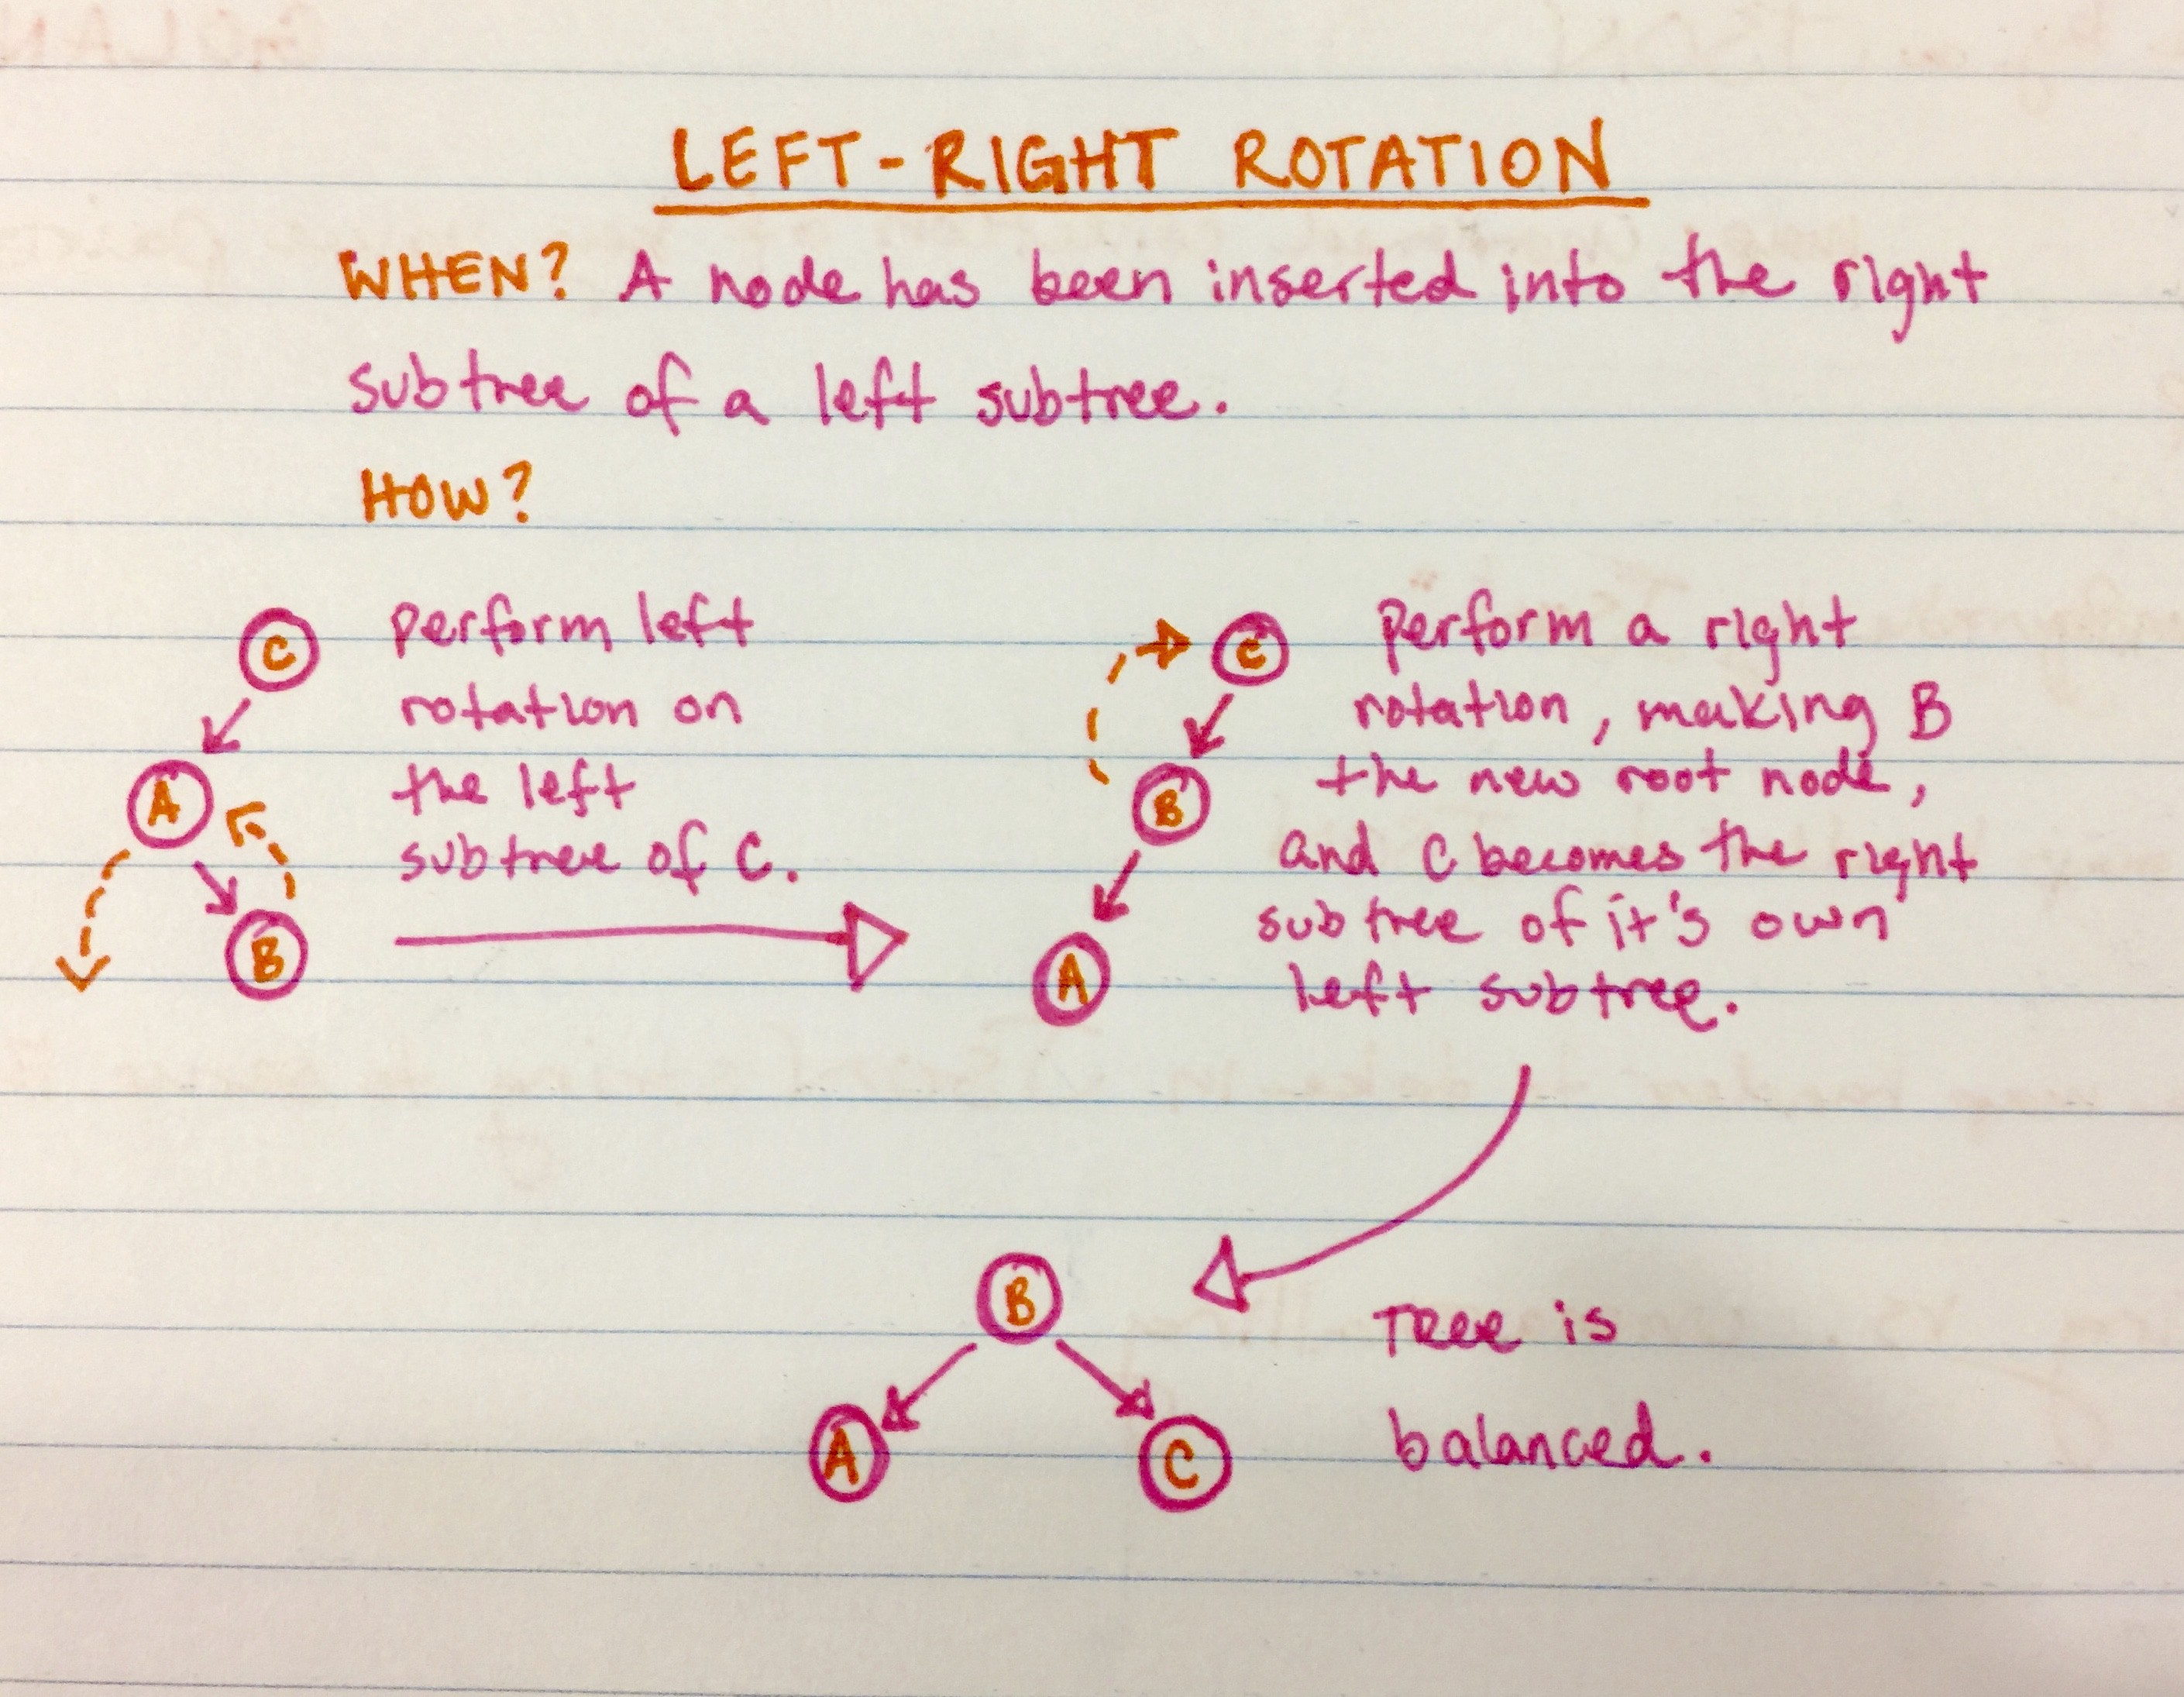 LEFT-RIGHT ROTATION
WHEN? A node has been inserted into the right
subtree of a left subtree.
HOW?
C
A
B
perform left
rotation on
the left
subtree of C.
C
B
A
perform a right
rotation, making B
the new root node,
and C becomes the right
subtree of it's own
left subtree.
B
A
C
Tree is
balanced.